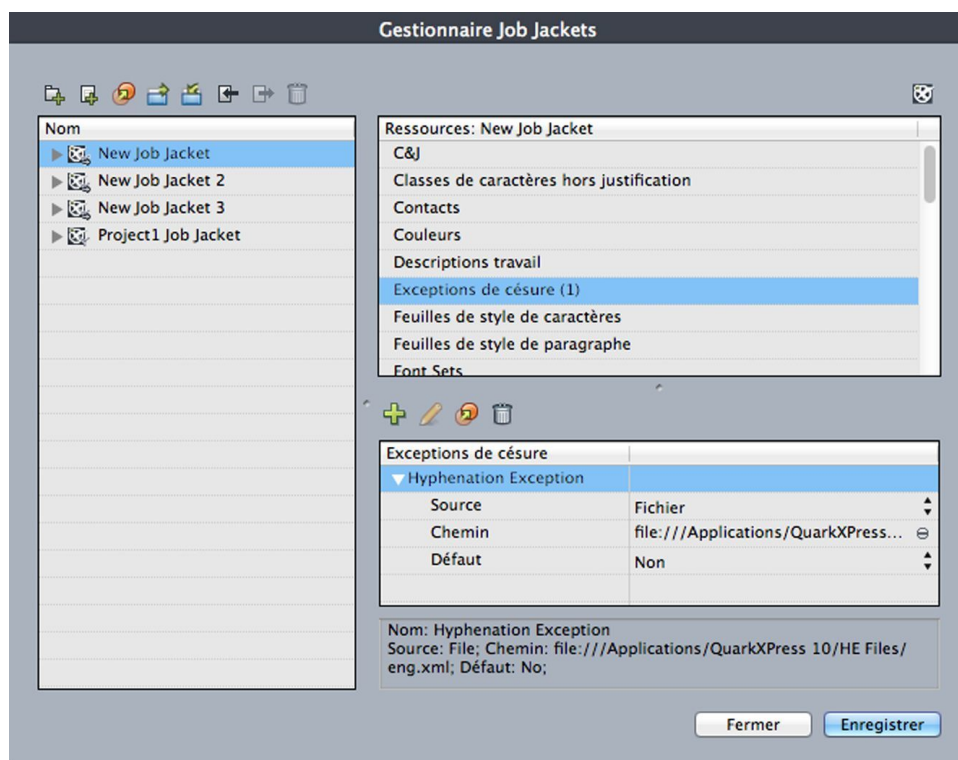 Gestionnaire Job Jackets
Nom
New Job Jacket
New Job Jacket 2
New Job Jacket 3
Project1 Job Jacket
Ressources: New Job Jacket
C&J
Classes de caractères hors justification
Contacts
Couleurs
Descriptions travail
Exceptions de césure (1)
Feuilles de style de caractères
Feuilles de style de paragraphe
Font Sets
Exceptions de césure
Hyphenation Exception
Source Fichier
Chemin file:///Applications/QuarkXPress...
Défaut Non
Nom: Hyphenation Exception
Source: File; Chemin: file:///Applications/QuarkXPress 10/HE Files/
eng.xml; Défaut: No;
Fermer Enregistrer